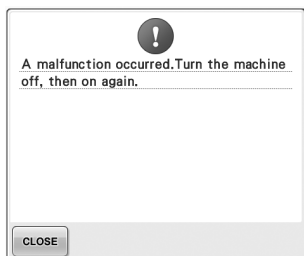 A malfunction occurred.Turn the machine
off, then on again.
CLOSE